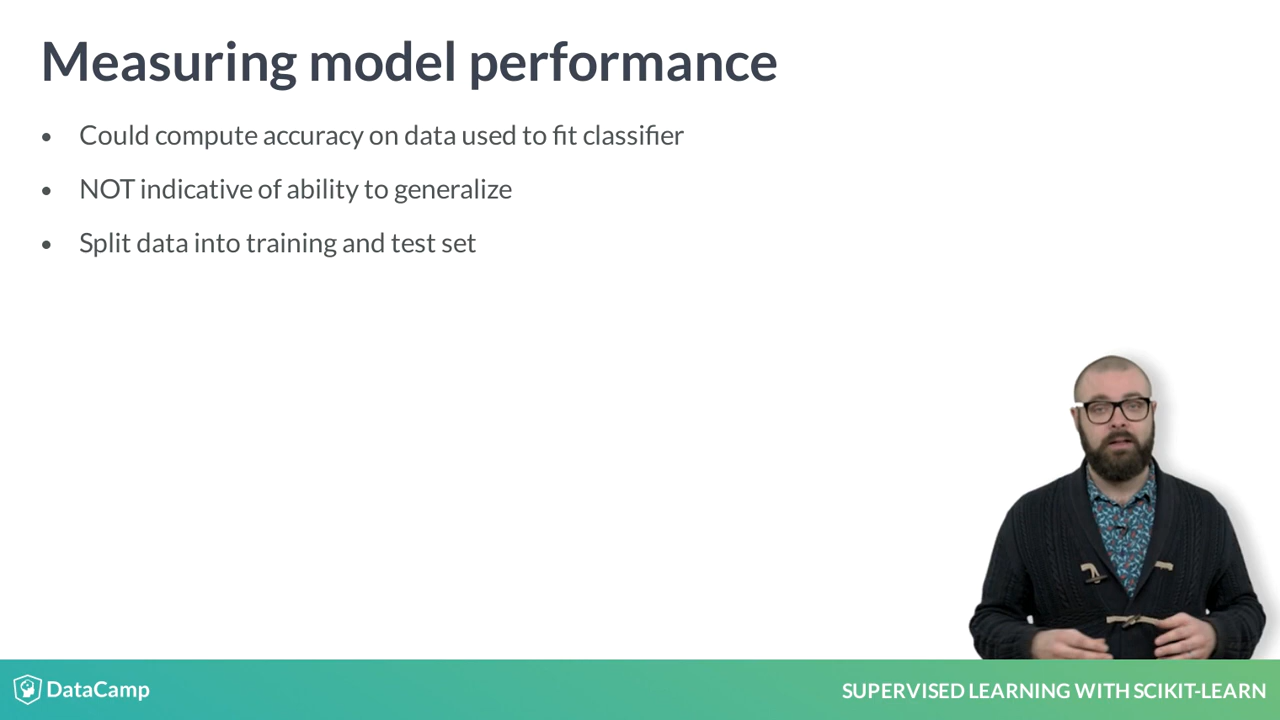 Measuring model performance
• Could compute accuracy on data used to fit classifier
• NOT indicative of ability to generalize
• Split data into training and test set
DataCamp
SUPERVISED LEARNING WITH SCIKIT-LEARN